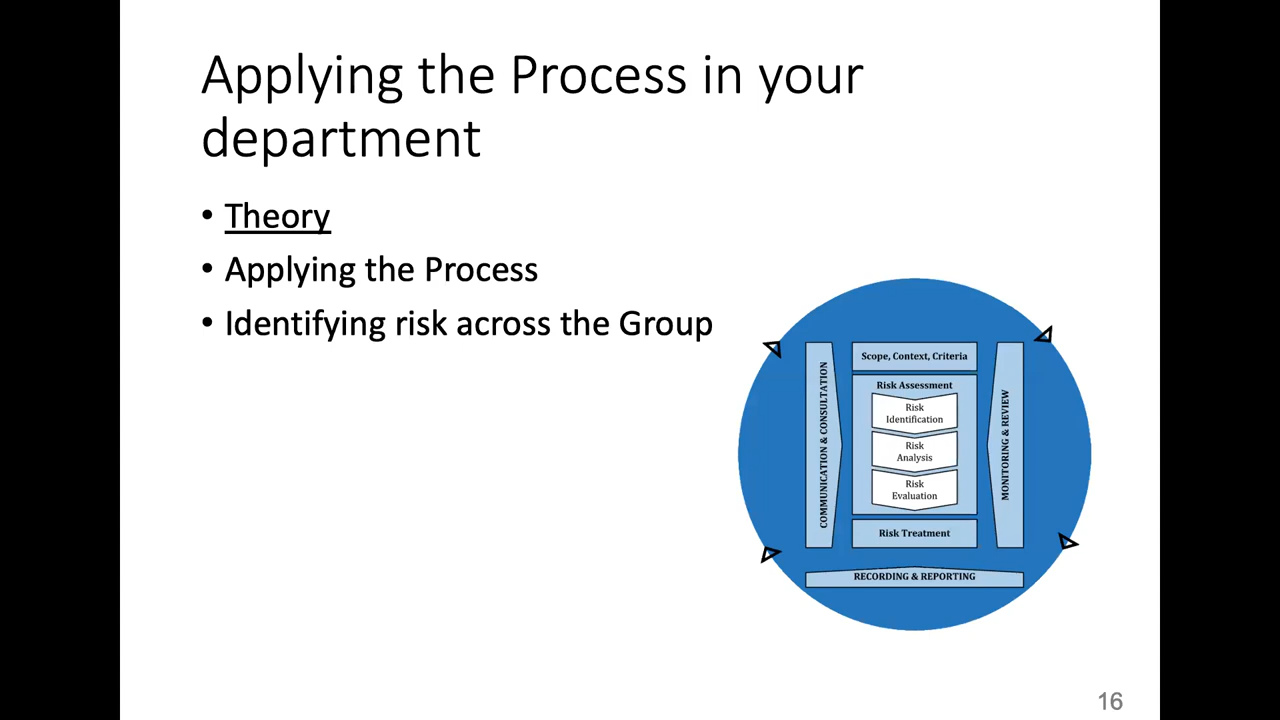 Applying the Process in your
department
• Theory
• Applying the Process
• Identifying risk across the Group
COMMUNICATION & CONSULTATION
Scope, Context, Criteria
Risk Assessment
Risk
Identification
Risk
Analysis
Risk
Evaluation
Risk Treatment
MONITORING & REVIEW
RECORDING & REPORTING
16